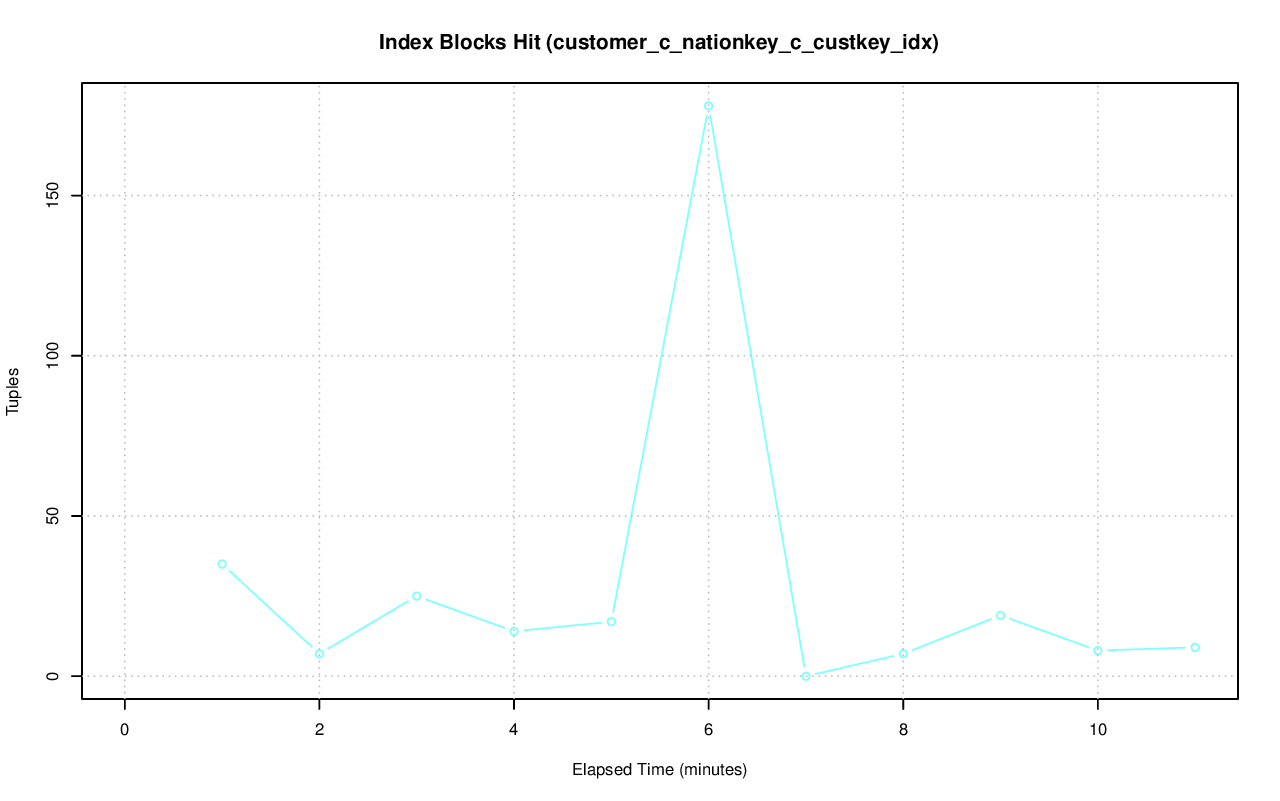 Index Blocks Hit (customer_c_nationkey_c_custkey_idx)
Tuples
150
100
50
0
0 2 4 6 8 10
Elapsed Time (minutes)